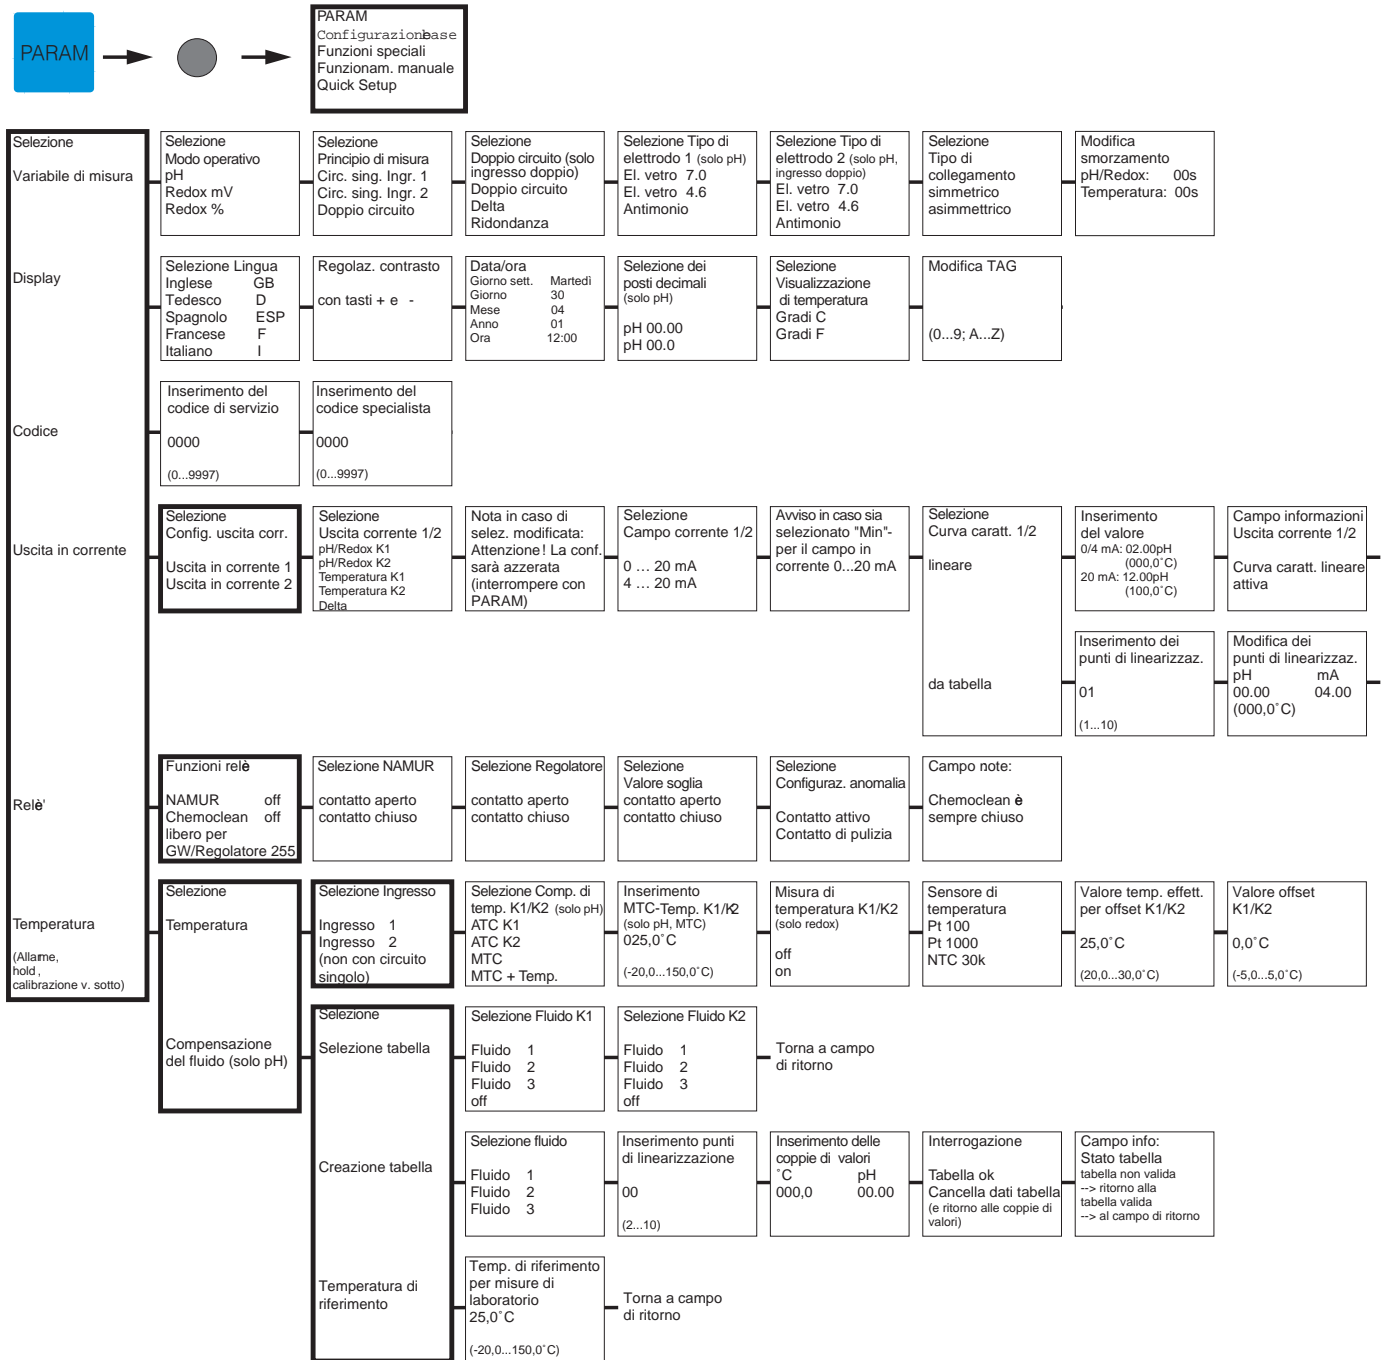 PARAM
PARAM
Configurazione base
Funzioni speciali
Funzionam. manuale
Quick Setup
Selezione
Variabile di misura
Selezione
Modo operativo
pH
Redox mV
Redox %
Selezione
Principio di misura
Circ. sing. Ingr. 1
Circ. sing. Ingr. 2
Doppio circuito
Selezione
Doppio circuito (solo
ingresso doppio)
Doppio circuito
Delta
Ridondanza
Selezione Tipo di
elettrodo 1 (solo pH)
El. vetro 7.0
El. vetro 4.6
Antimonio
Selezione Tipo di
elettrodo 2 (solo pH,
ingresso doppio)
El. vetro 7.0
El. vetro 4.6
Antimonio
Selezione
Tipo di
collegamento
simmetrico
asimmettrico
Modifica
smorzamento
pH/Redox: 00s
Temperatura: 00s
Display
Selezione Lingua
Inglese GB
Tedesco D
Spagnolo ESP
Francese F
Italiano I
Regolaz. contrasto
con tasti + e -
Data/ora
Giorno sett. Martedì
Giorno 30
Mese 04
Anno 01
Ora 12:00
Selezione dei
posti decimali
(solo pH)
pH 00.00
pH 00.0
Selezione
Visualizzazione
di temperatura
Gradi C
Gradi F
Modifica TAG
(0...9; A...Z)
Codice
Inserimento del
codice di servizio
0000
(0...9997)
Inserimento del
codice specialista
0000
(0...9997)
Uscita in corrente
Selezione
Config. uscita corr.
Uscita in corrente 1
Uscita in corrente 2
Selezione
Uscita corrente 1/2
pH/Redox K1
pH/Redox K2
Temperatura K1
Temperatura K2
Delta
Nota in caso di
selez. modificata:
Attenzione! La conf.
sarà azzerata
(interrompere con
PARAM)
Selezione
Campo corrente 1/2
0 … 20 mA
4 … 20 mA
Avviso in caso sia
selezionato "Min"-
per il campo in
corrente 0...20 mA
Selezione
Curva caratt. 1/2
lineare
da tabella
Inserimento
del valore
0/4 mA: 02.00pH
(000,0°C)
20 mA: 12.00pH
(100,0°C)
Campo informazioni
Uscita corrente 1/2
Curva caratt. lineare
attiva
Inserimento dei
punti di linearizzaz.
01
(1...10)
Modifica dei
punti di linearizzaz.
pH mA
00.00 04.00
(000,0°C)
Relè'
Funzioni relè
NAMUR off
Chemoclean off
libero per
GW/Regolatore 255
Selezione NAMUR
contatto aperto
contatto chiuso
Selezione Regolatore
contatto aperto
contatto chiuso
Selezione
Valore soglia
contatto aperto
contatto chiuso
Selezione
Configuraz. anomalia
Contatto attivo
Contatto di pulizia
Campo note:
Chemoclean è
sempre chiuso
Temperatura
(Allarme,
hold,
calibrazione v. sotto)
Selezione
Temperatura
Compensazione
del fluido (solo pH)
Selezione Ingresso
Ingresso 1
Ingresso 2
(non con circuito
singolo)
Selezione Comp. di
temp. K1/K2 (solo pH)
ATC K1
ATC K2
MTC
MTC + Temp.
Inserimento
MTC-Temp. K1/K2
(solo pH, MTC)
025,0°C
(-20,0...150,0°C)
Misura di
temperatura K1/K2
(solo redox)
off
on
Sensore di
temperatura
Pt 100
Pt 1000
NTC 30k
Valore temp. effett.
per offset K1/K2
25,0°C
(20,0...30,0°C)
Valore offset
K1/K2
0,0°C
(-5,0...5,0°C)
Selezione
Selezione tabella
Creazione tabella
Temperatura di
riferimento
Selezione Fluido K1
Fluido 1
Fluido 2
Fluido 3
off
Selezione Fluido K2
Fluido 1
Fluido 2
Fluido 3
off
Torna a campo
di ritorno
Selezione fluido
Fluido 1
Fluido 2
Fluido 3
Inserimento punti
di linearizzazione
00
(2...10)
Inserimento delle
coppie di valori
°C pH
000,0 00.00
Interrogazione
Tabella ok
Cancella dati tabella
(e ritorno alle coppie di
valori)
Campo info:
Stato tabella
tabella non valida
--> ritorno alla
tabella valida
--> al campo di ritorno
Temp. di riferimento
per misure di
laboratorio
25,0°C
(-20,0...150,0°C)
Torna a campo
di ritorno